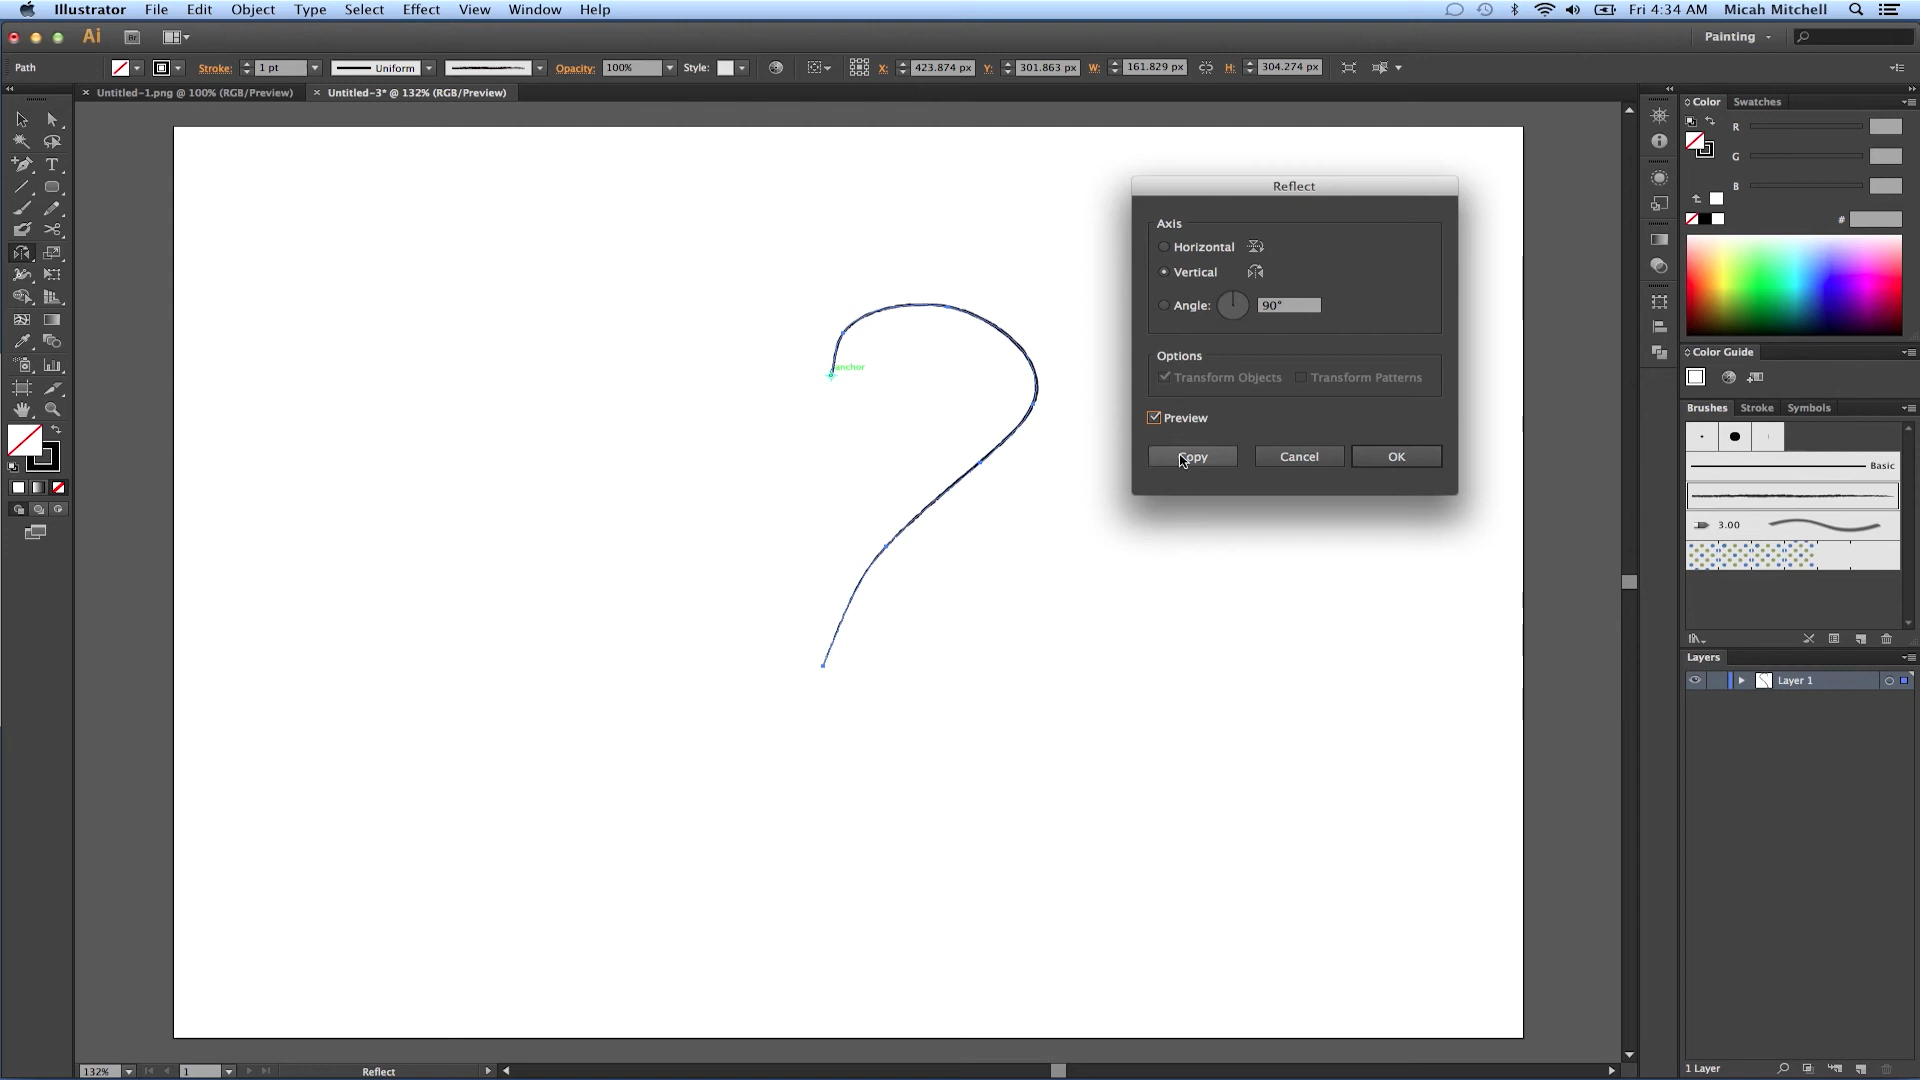 Illustrator File Edit Object Type Select Effect View Window Help Fri 4:34 AM Micah Mitchell
Ai Br Painting
Path Stroke: 1 pt Uniform Opacity: 100% Style: X: 423.874 px Y: 301.863 px W: 161.829 px H: 304.274 px
× Untitled-1.png @ 100% (RGB/Preview) × Untitled-3* @ 132% (RGB/Preview)
Color Swatches
R
G
B
#
Reflect
Axis
Horizontal
Vertical
Angle: 90°
Options
Transform Objects Transform Patterns
Preview
Copy Cancel OK
anchor
Color Guide
Brushes Stroke Symbols
Basic
3.00
Layers
Layer 1
1 Layer
132% 1 Reflect